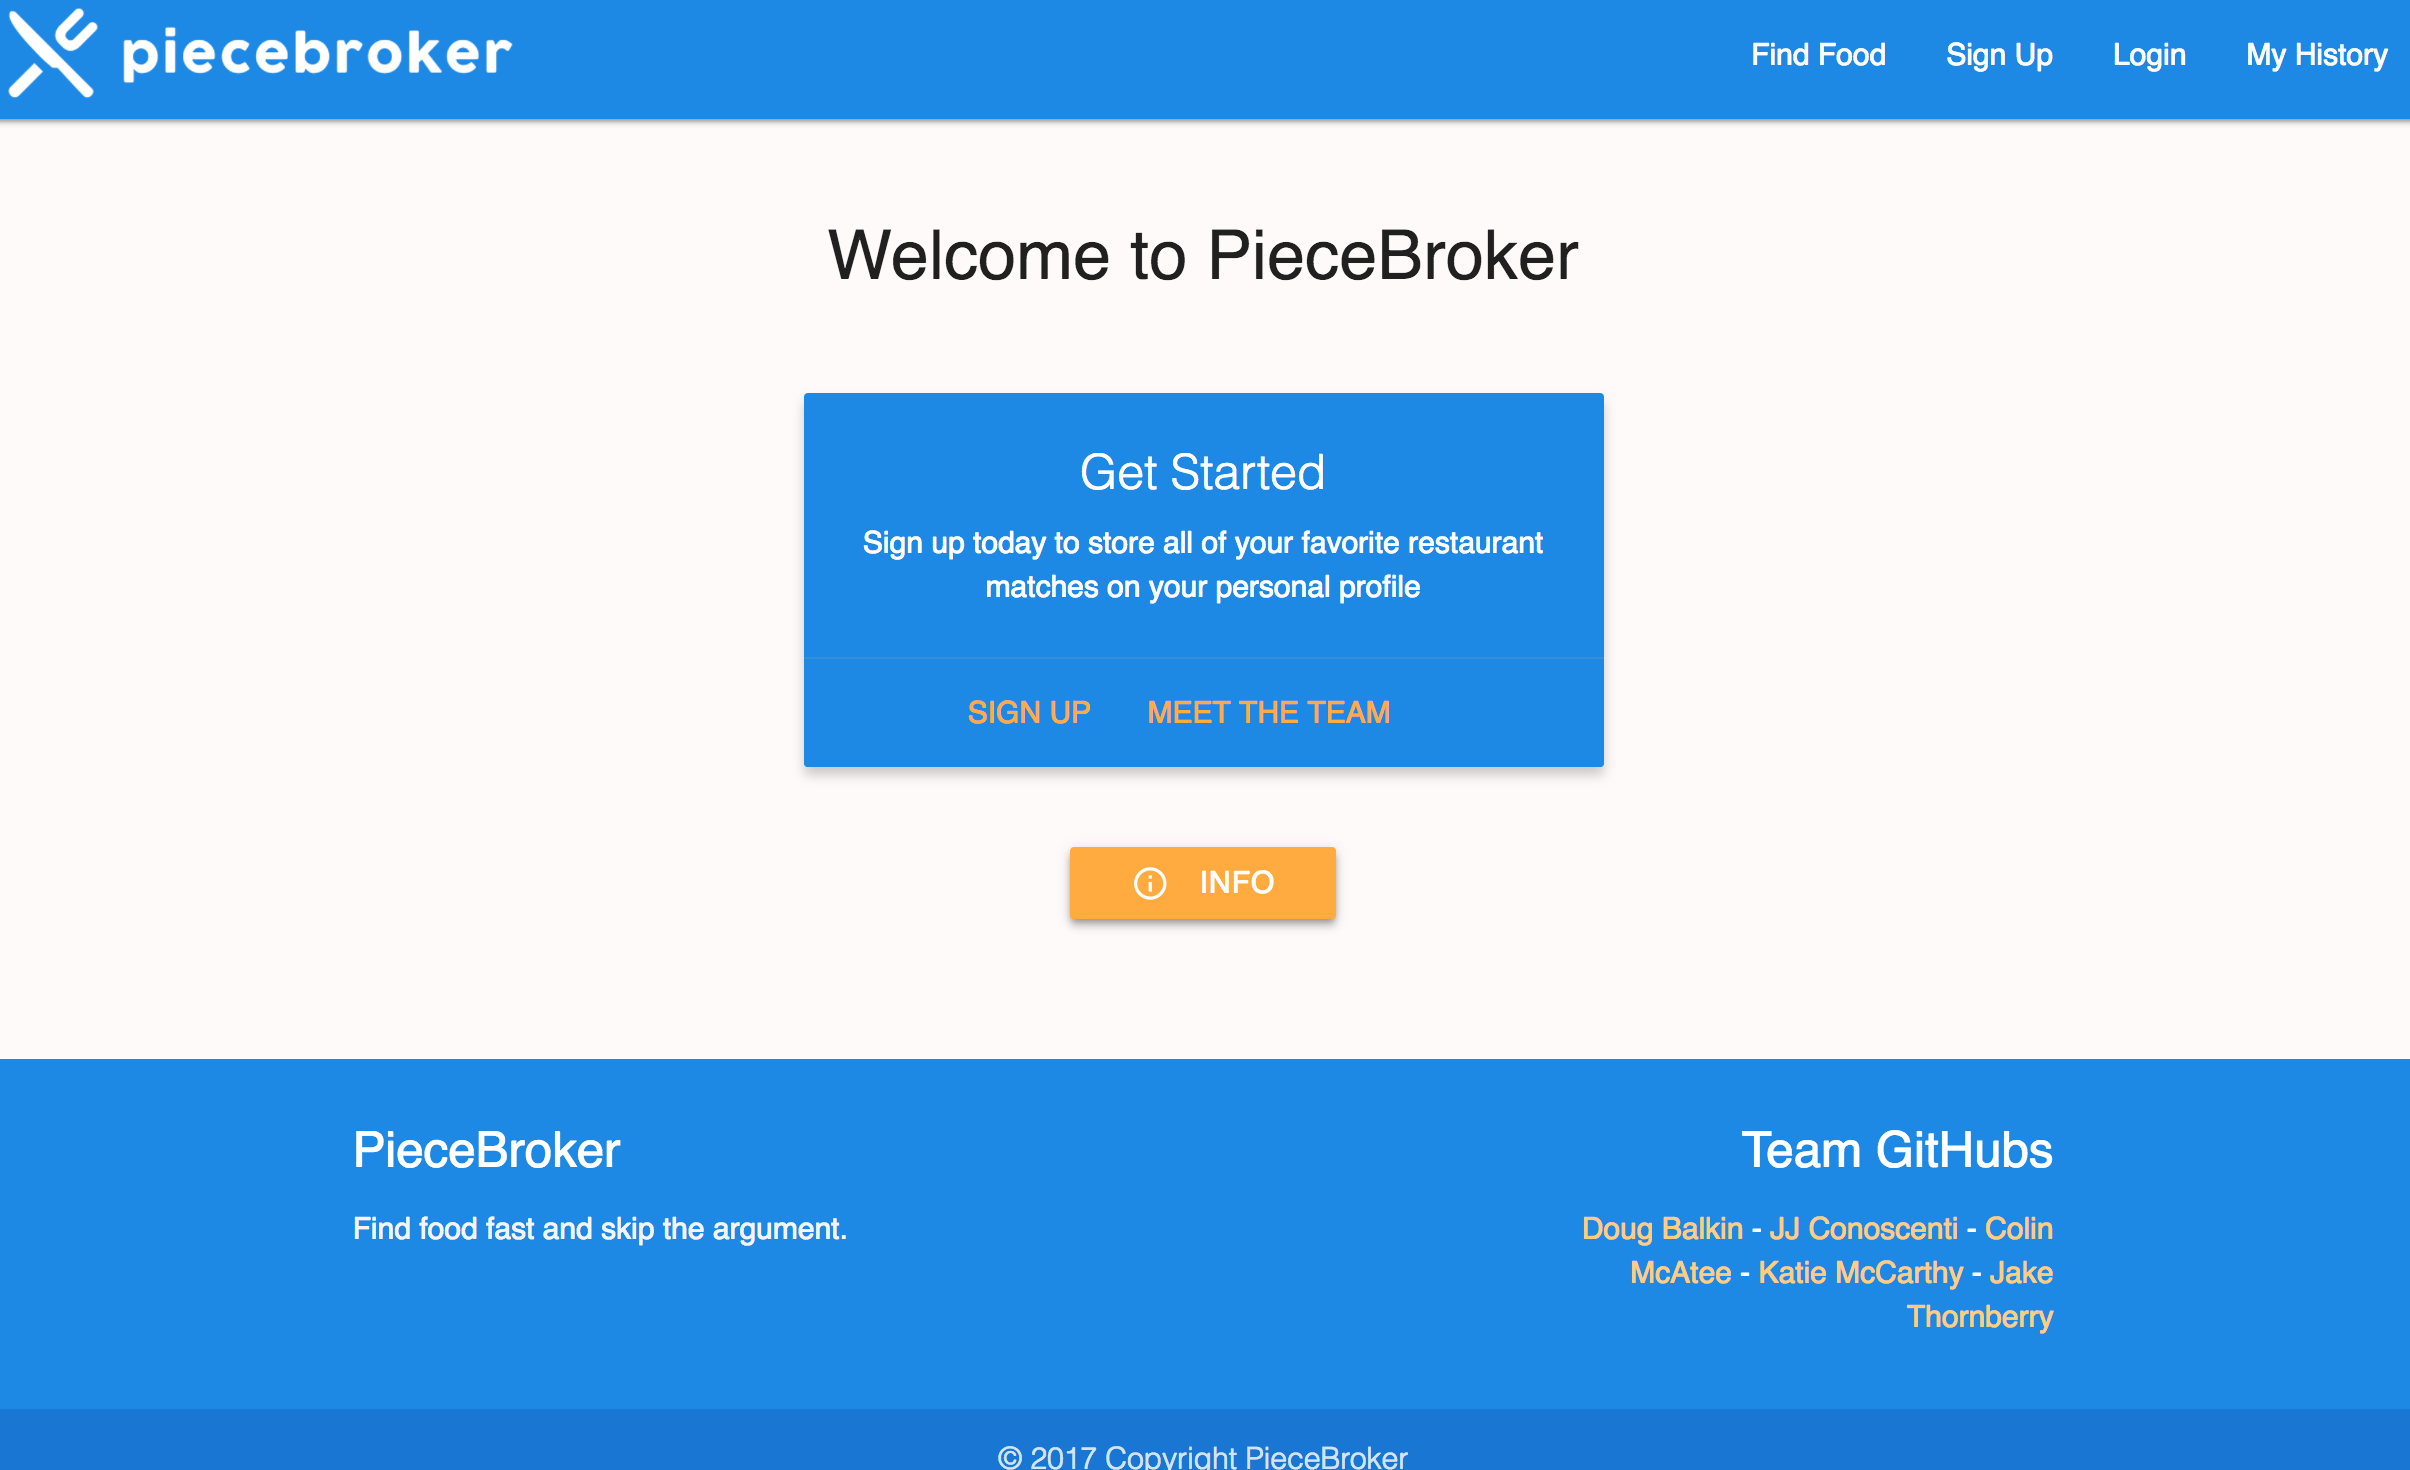 piecebroker
Find Food Sign Up Login My History
Welcome to PieceBroker
Get Started
Sign up today to store all of your favorite restaurant
matches on your personal profile
SIGN UP MEET THE TEAM
INFO
PieceBroker
Find food fast and skip the argument.
Team GitHubs
Doug Balkin - JJ Conoscenti - Colin
McAtee - Katie McCarthy - Jake
Thornberry
© 2017 Copyright PieceBroker